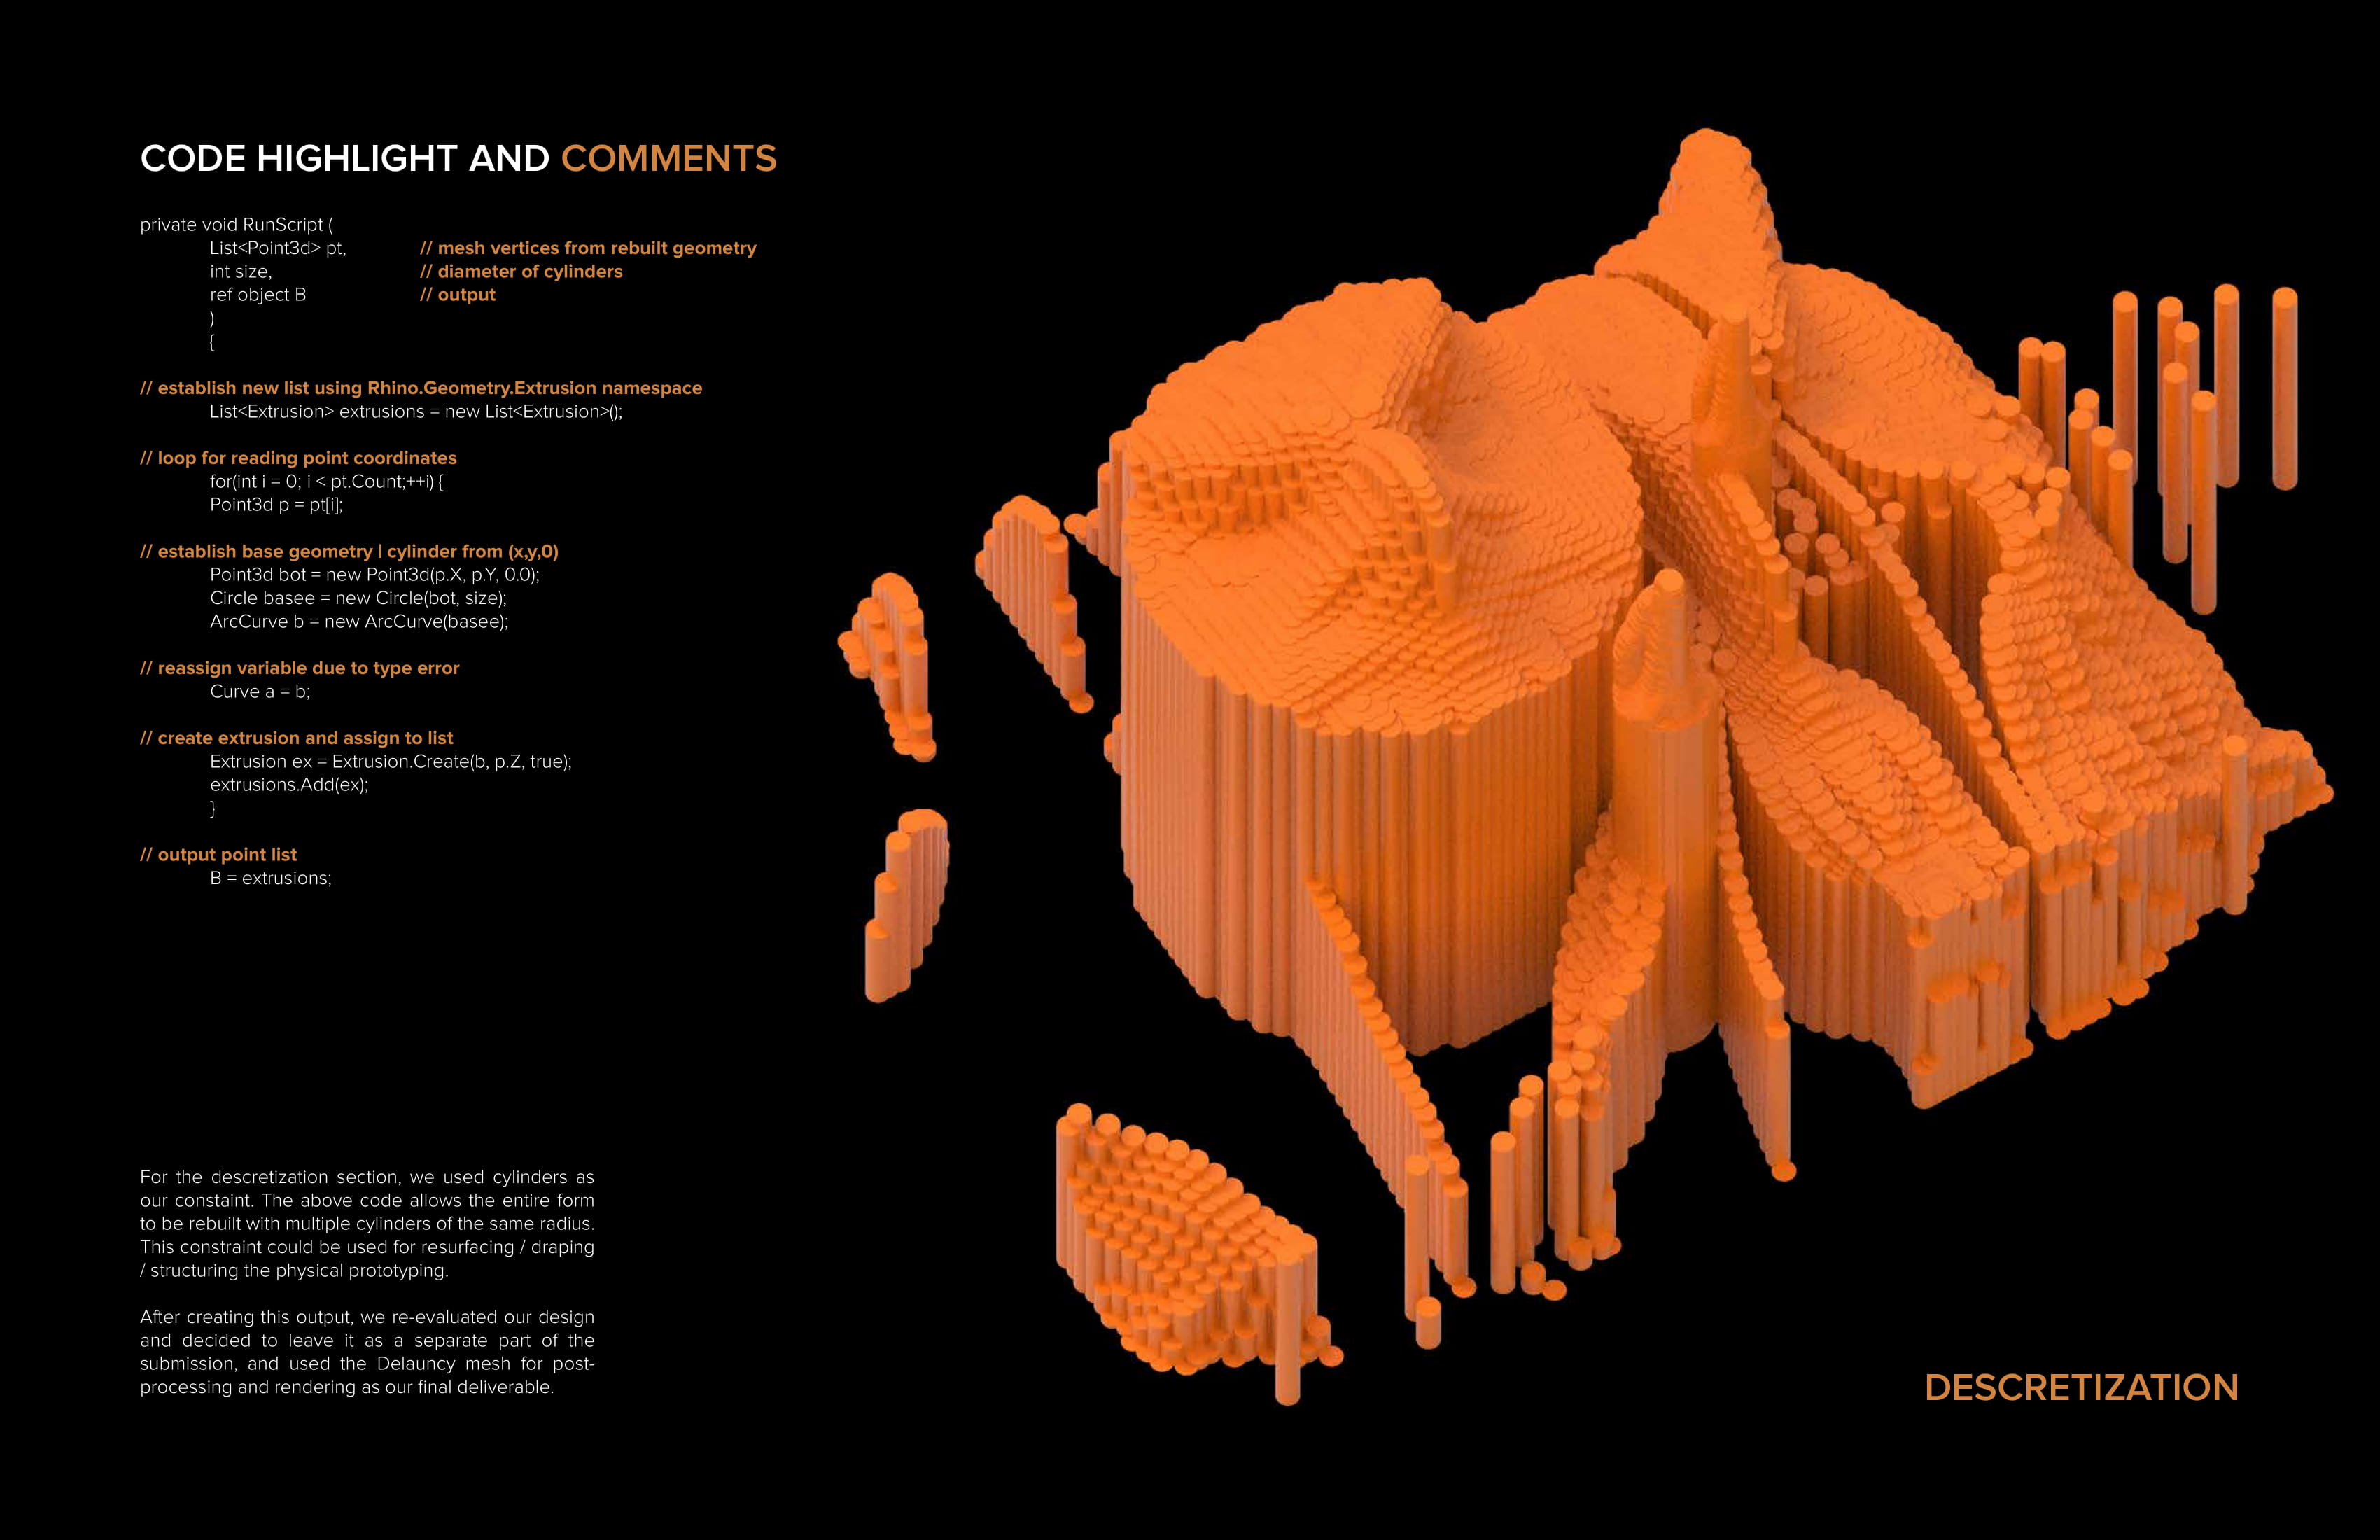 CODE HIGHLIGHT AND COMMENTS
private void RunScript (
List<Point3d> pt, // mesh vertices from rebuilt geometry
int size, // diameter of cylinders
ref object B // output
)
{
// establish new list using Rhino.Geometry.Extrusion namespace
List<Extrusion> extrusions = new List<Extrusion>();
// loop for reading point coordinates
for(int i = 0; i < pt.Count;++i) {
Point3d p = pt[i];
// establish base geometry | cylinder from (x,y,0)
Point3d bot = new Point3d(p.X, p.Y, 0.0);
Circle basee = new Circle(bot, size);
ArcCurve b = new ArcCurve(basee);
// reassign variable due to type error
Curve a = b;
// create extrusion and assign to list
Extrusion ex = Extrusion.Create(b, p.Z, true);
extrusions.Add(ex);
}
// output point list
B = extrusions;
For the descretization section, we used cylinders as
our constaint. The above code allows the entire form
to be rebuilt with multiple cylinders of the same radius.
This constraint could be used for resurfacing / draping
/ structuring the physical prototyping.
After creating this output, we re-evaluated our design
and decided to leave it as a separate part of the
submission, and used the Delauncy mesh for post-
processing and rendering as our final deliverable.
DESCRETIZATION